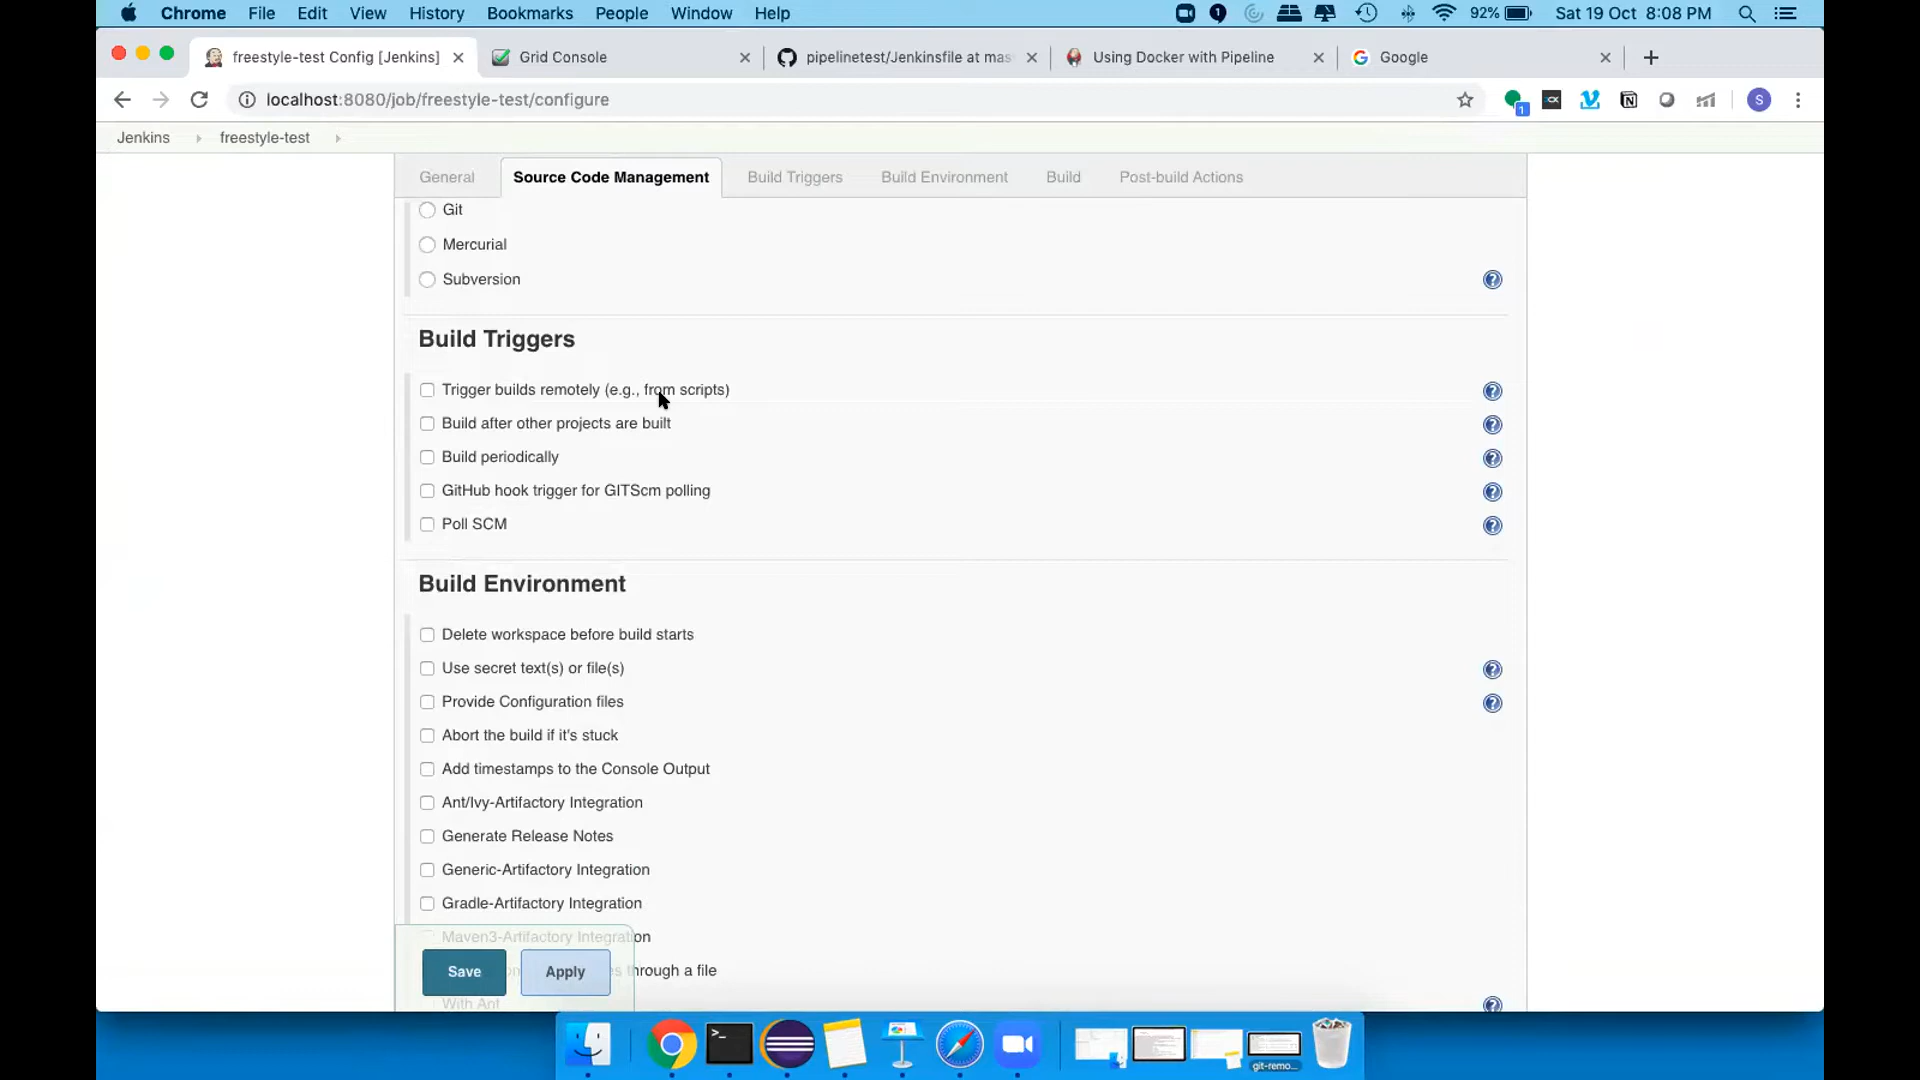 Chrome File Edit View History Bookmarks People Window Help 92% Sat 19 Oct 8:08 PM
freestyle-test Config [Jenkins] Grid Console pipelinetest/Jenkinsfile at mas Using Docker with Pipeline Google
localhost:8080/job/freestyle-test/configure
Jenkins freestyle-test
General Source Code Management Build Triggers Build Environment Build Post-build Actions
Git
Mercurial
Subversion
Build Triggers
Trigger builds remotely (e.g., from scripts)
Build after other projects are built
Build periodically
GitHub hook trigger for GITScm polling
Poll SCM
Build Environment
Delete workspace before build starts
Use secret text(s) or file(s)
Provide Configuration files
Abort the build if it's stuck
Add timestamps to the Console Output
Ant/Ivy-Artifactory Integration
Generate Release Notes
Generic-Artifactory Integration
Gradle-Artifactory Integration
Maven3-Artifactory Integration
through a file
Save Apply
With Ant
git-remo...